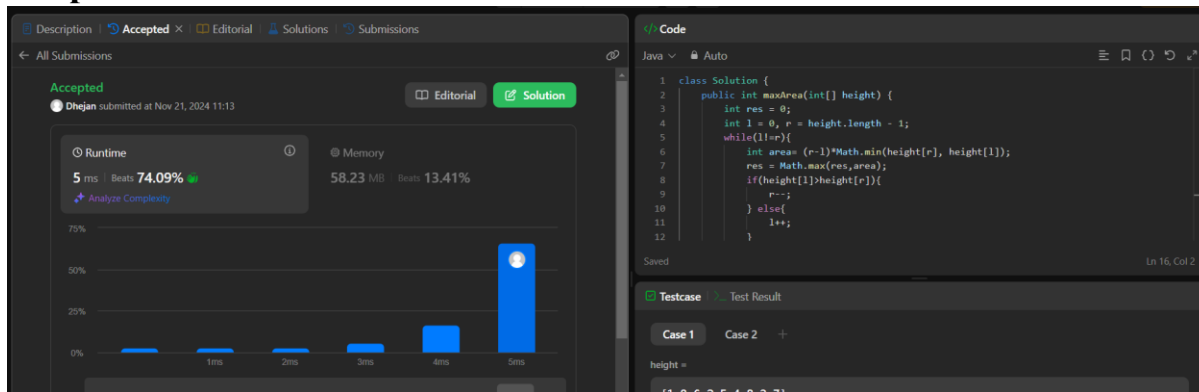 Description | Accepted × | Editorial | Solutions | Submissions
← All Submissions
Accepted
Dhejan submitted at Nov 21, 2024 11:13
Editorial
Solution
Runtime
5 ms | Beats 74.09%
Analyze Complexity
Memory
58.23 MB | Beats 13.41%
75%
50%
25%
0%
1ms 2ms 3ms 4ms 5ms
</> Code
Java Auto
1 class Solution {
2 public int maxArea(int[] height) {
3 int res = 0;
4 int l = 0, r = height.length - 1;
5 while(l!=r){
6 int area= (r-l)*Math.min(height[r], height[l]);
7 res = Math.max(res,area);
8 if(height[l]>height[r]){
9 r--;
10 } else{
11 l++;
12 }
Saved
Ln 16, Col 2
Testcase | >_ Test Result
Case 1 Case 2 +
height =